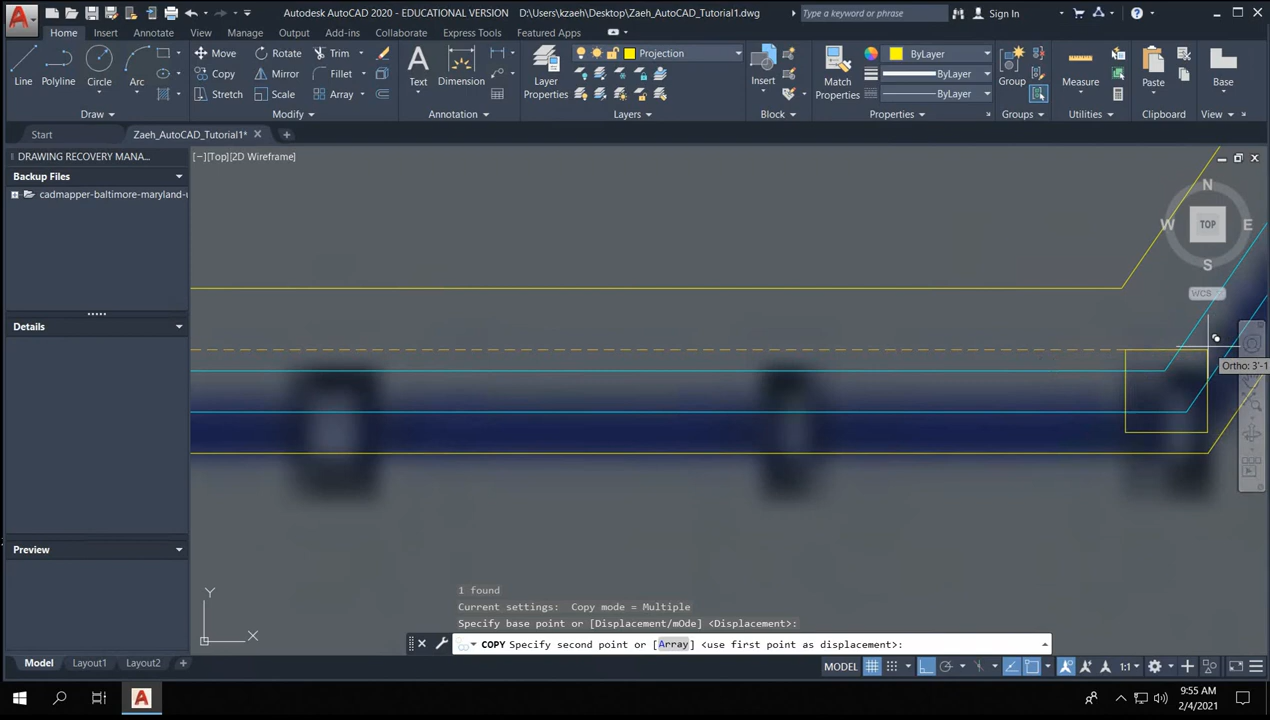 Autodesk AutoCAD 2020 - EDUCATIONAL VERSION D:\Users\kzaeh\Desktop\Zaeh_AutoCAD_Tutorial1.dwg
Type a keyword or phrase
Sign In
Home Insert Annotate View Manage Output Add-ins Collaborate Express Tools Featured Apps
Line
Polyline
Circle
Arc
Move
Rotate
Trim
Copy
Mirror
Fillet
Stretch
Scale
Array
Text
Dimension
Layer
Properties
Projection
Insert
Match
Properties
ByLayer
ByLayer
ByLayer
Group
Measure
Paste
Base
Draw
Modify
Annotation
Layers
Block
Properties
Groups
Utilities
Clipboard
View
Start
Zaeh_AutoCAD_Tutorial1*
DRAWING RECOVERY MANA...
[−][Top][2D Wireframe]
Backup Files
cadmapper-baltimore-maryland-u
N
W
TOP
E
S
WCS
Details
Ortho: 3'-1
Preview
Y
X
1 found
Current settings: Copy mode = Multiple
Specify base point or [Displacement/mOde] <Displacement>:
COPY Specify second point or [Array] <use first point as displacement>:
Model Layout1 Layout2
MODEL
1:1
9:55 AM
2/4/2021